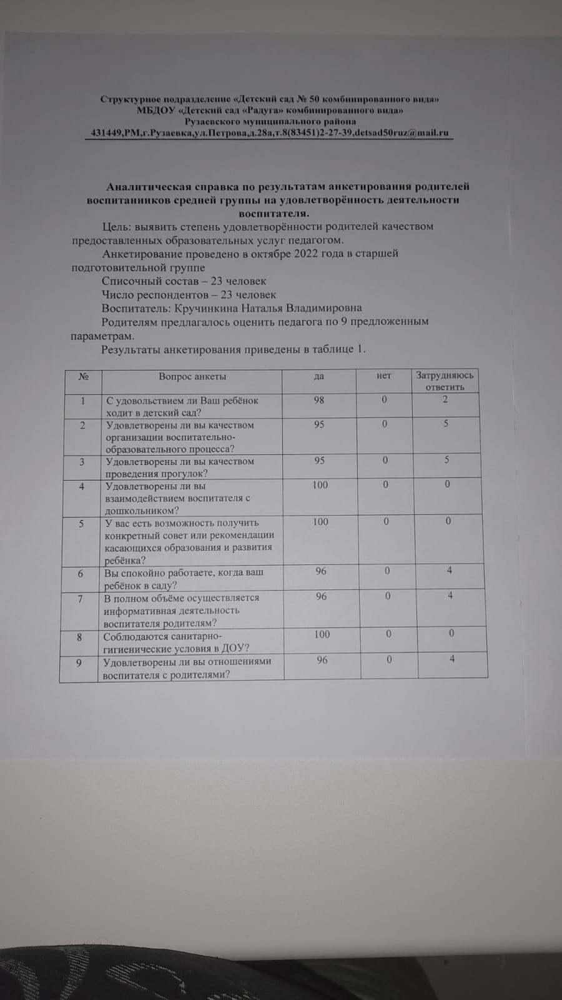 Структурное подразделение «Детский сад № 50 комбинированного вида»
МБДОУ «Детский сад «Радуга» комбинированного вида»
Рузаевского муниципального района
431449,РМ,г.Рузаевка,ул.Петрова,д.28а,т.8(83451)2-27-39,detsad50ruz@mail.ru
Аналитическая справка по результатам анкетирования родителей
воспитанников средней группы на удовлетворённость деятельности
воспитателя.
Цель: выявить степень удовлетворённости родителей качеством
предоставленных образовательных услуг педагогом.
Анкетирование проведено в октябре 2022 года в старшей
подготовительной группе
Списочный состав – 23 человек
Число респондентов – 23 человек
Воспитатель: Кручинкина Наталья Владимировна
Родителям предлагалось оценить педагога по 9 предложенным
параметрам.
Результаты анкетирования приведены в таблице 1.
№ Вопрос анкеты да нет Затрудняюсь
ответить
1 С удовольствием ли Ваш ребёнок 98 0 2
ходит в детский сад?
2 Удовлетворены ли вы качеством 95 0 5
организации воспитательно-
образовательного процесса?
3 Удовлетворены ли вы качеством 95 0 5
проведения прогулок?
4 Удовлетворены ли вы 100 0 0
взаимодействием воспитателя с
дошкольником?
5 У вас есть возможность получить 100 0 0
конкретный совет или рекомендации
касающихся образования и развития
ребёнка?
6 Вы спокойно работаете, когда ваш 96 0 4
ребёнок в саду?
7 В полном объёме осуществляется 96 0 4
информативная деятельность
воспитателя родителям?
8 Соблюдаются санитарно- 100 0 0
гигиенические условия в ДОУ?
9 Удовлетворены ли вы отношениями 96 0 4
воспитателя с родителями?